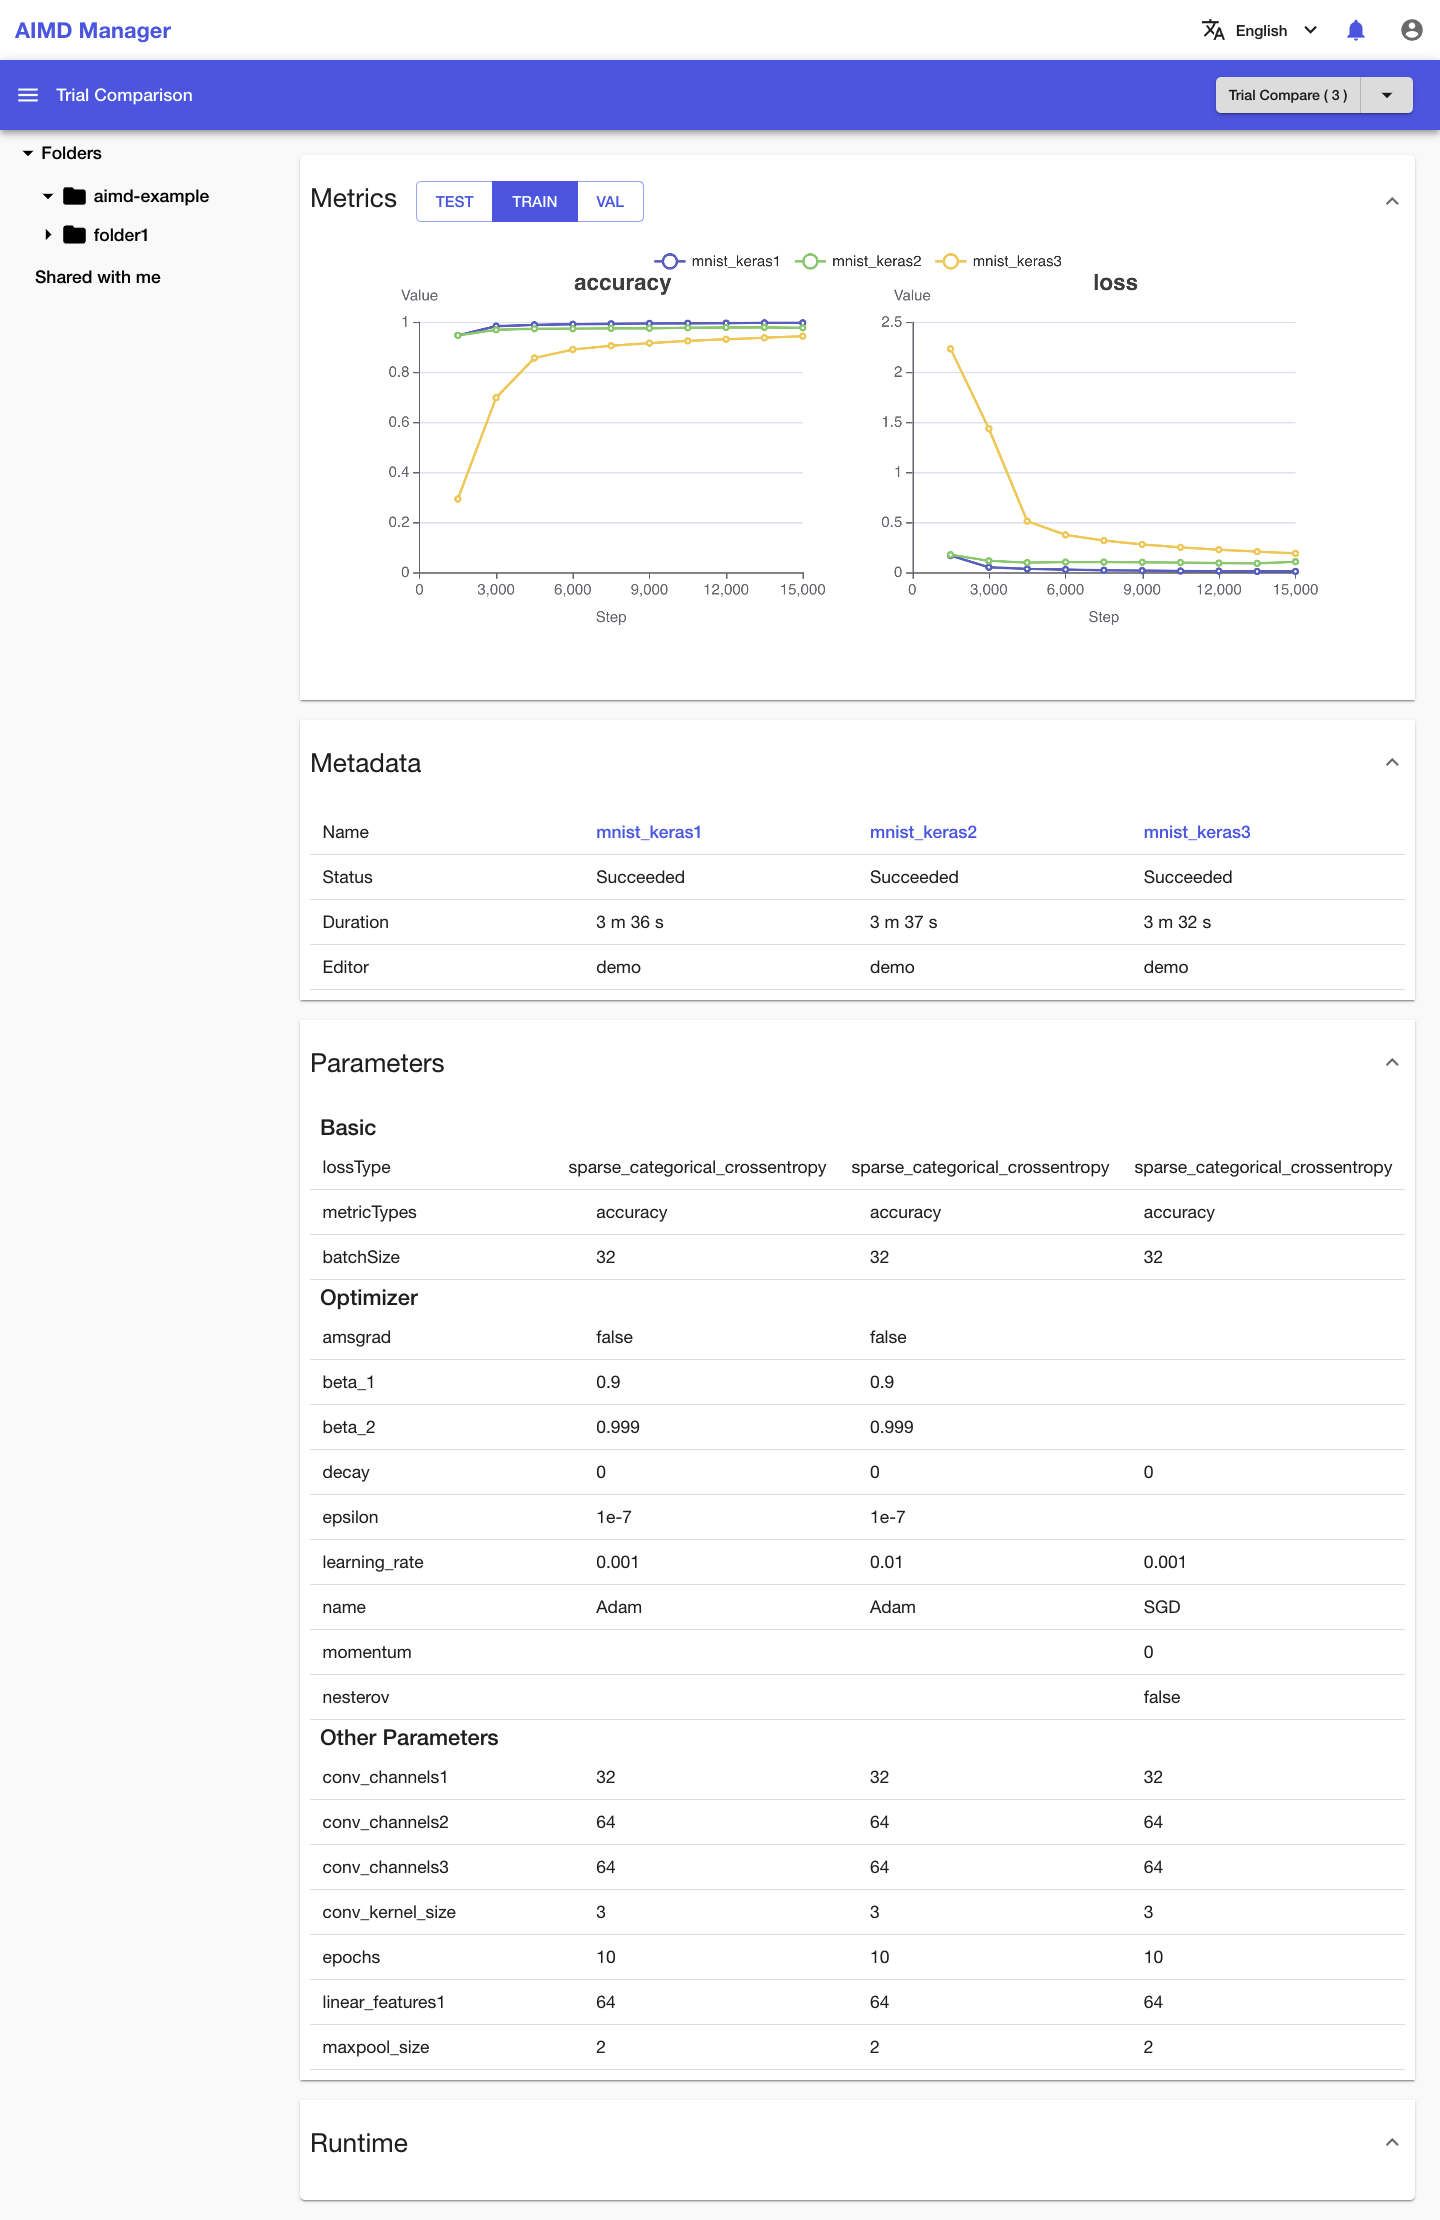 AIMD Manager
English
Trial Comparison
Trial Compare ( 3 )
Folders
aimd-example
folder1
Shared with me
Metrics
TEST TRAIN VAL
mnist_keras1 mnist_keras2 mnist_keras3
accuracy
Value
1
0.8
0.6
0.4
0.2
0
0 3,000 6,000 9,000 12,000 15,000
Step
loss
Value
2.5
2
1.5
1
0.5
0
0 3,000 6,000 9,000 12,000 15,000
Step
Metadata
Name mnist_keras1 mnist_keras2 mnist_keras3
Status Succeeded Succeeded Succeeded
Duration 3 m 36 s 3 m 37 s 3 m 32 s
Editor demo demo demo
Parameters
Basic
lossType sparse_categorical_crossentropy sparse_categorical_crossentropy sparse_categorical_crossentropy
metricTypes accuracy accuracy accuracy
batchSize 32 32 32
Optimizer
amsgrad false false
beta_1 0.9 0.9
beta_2 0.999 0.999
decay 0 0 0
epsilon 1e-7 1e-7
learning_rate 0.001 0.01 0.001
name Adam Adam SGD
momentum 0
nesterov false
Other Parameters
conv_channels1 32 32 32
conv_channels2 64 64 64
conv_channels3 64 64 64
conv_kernel_size 3 3 3
epochs 10 10 10
linear_features1 64 64 64
maxpool_size 2 2 2
Runtime